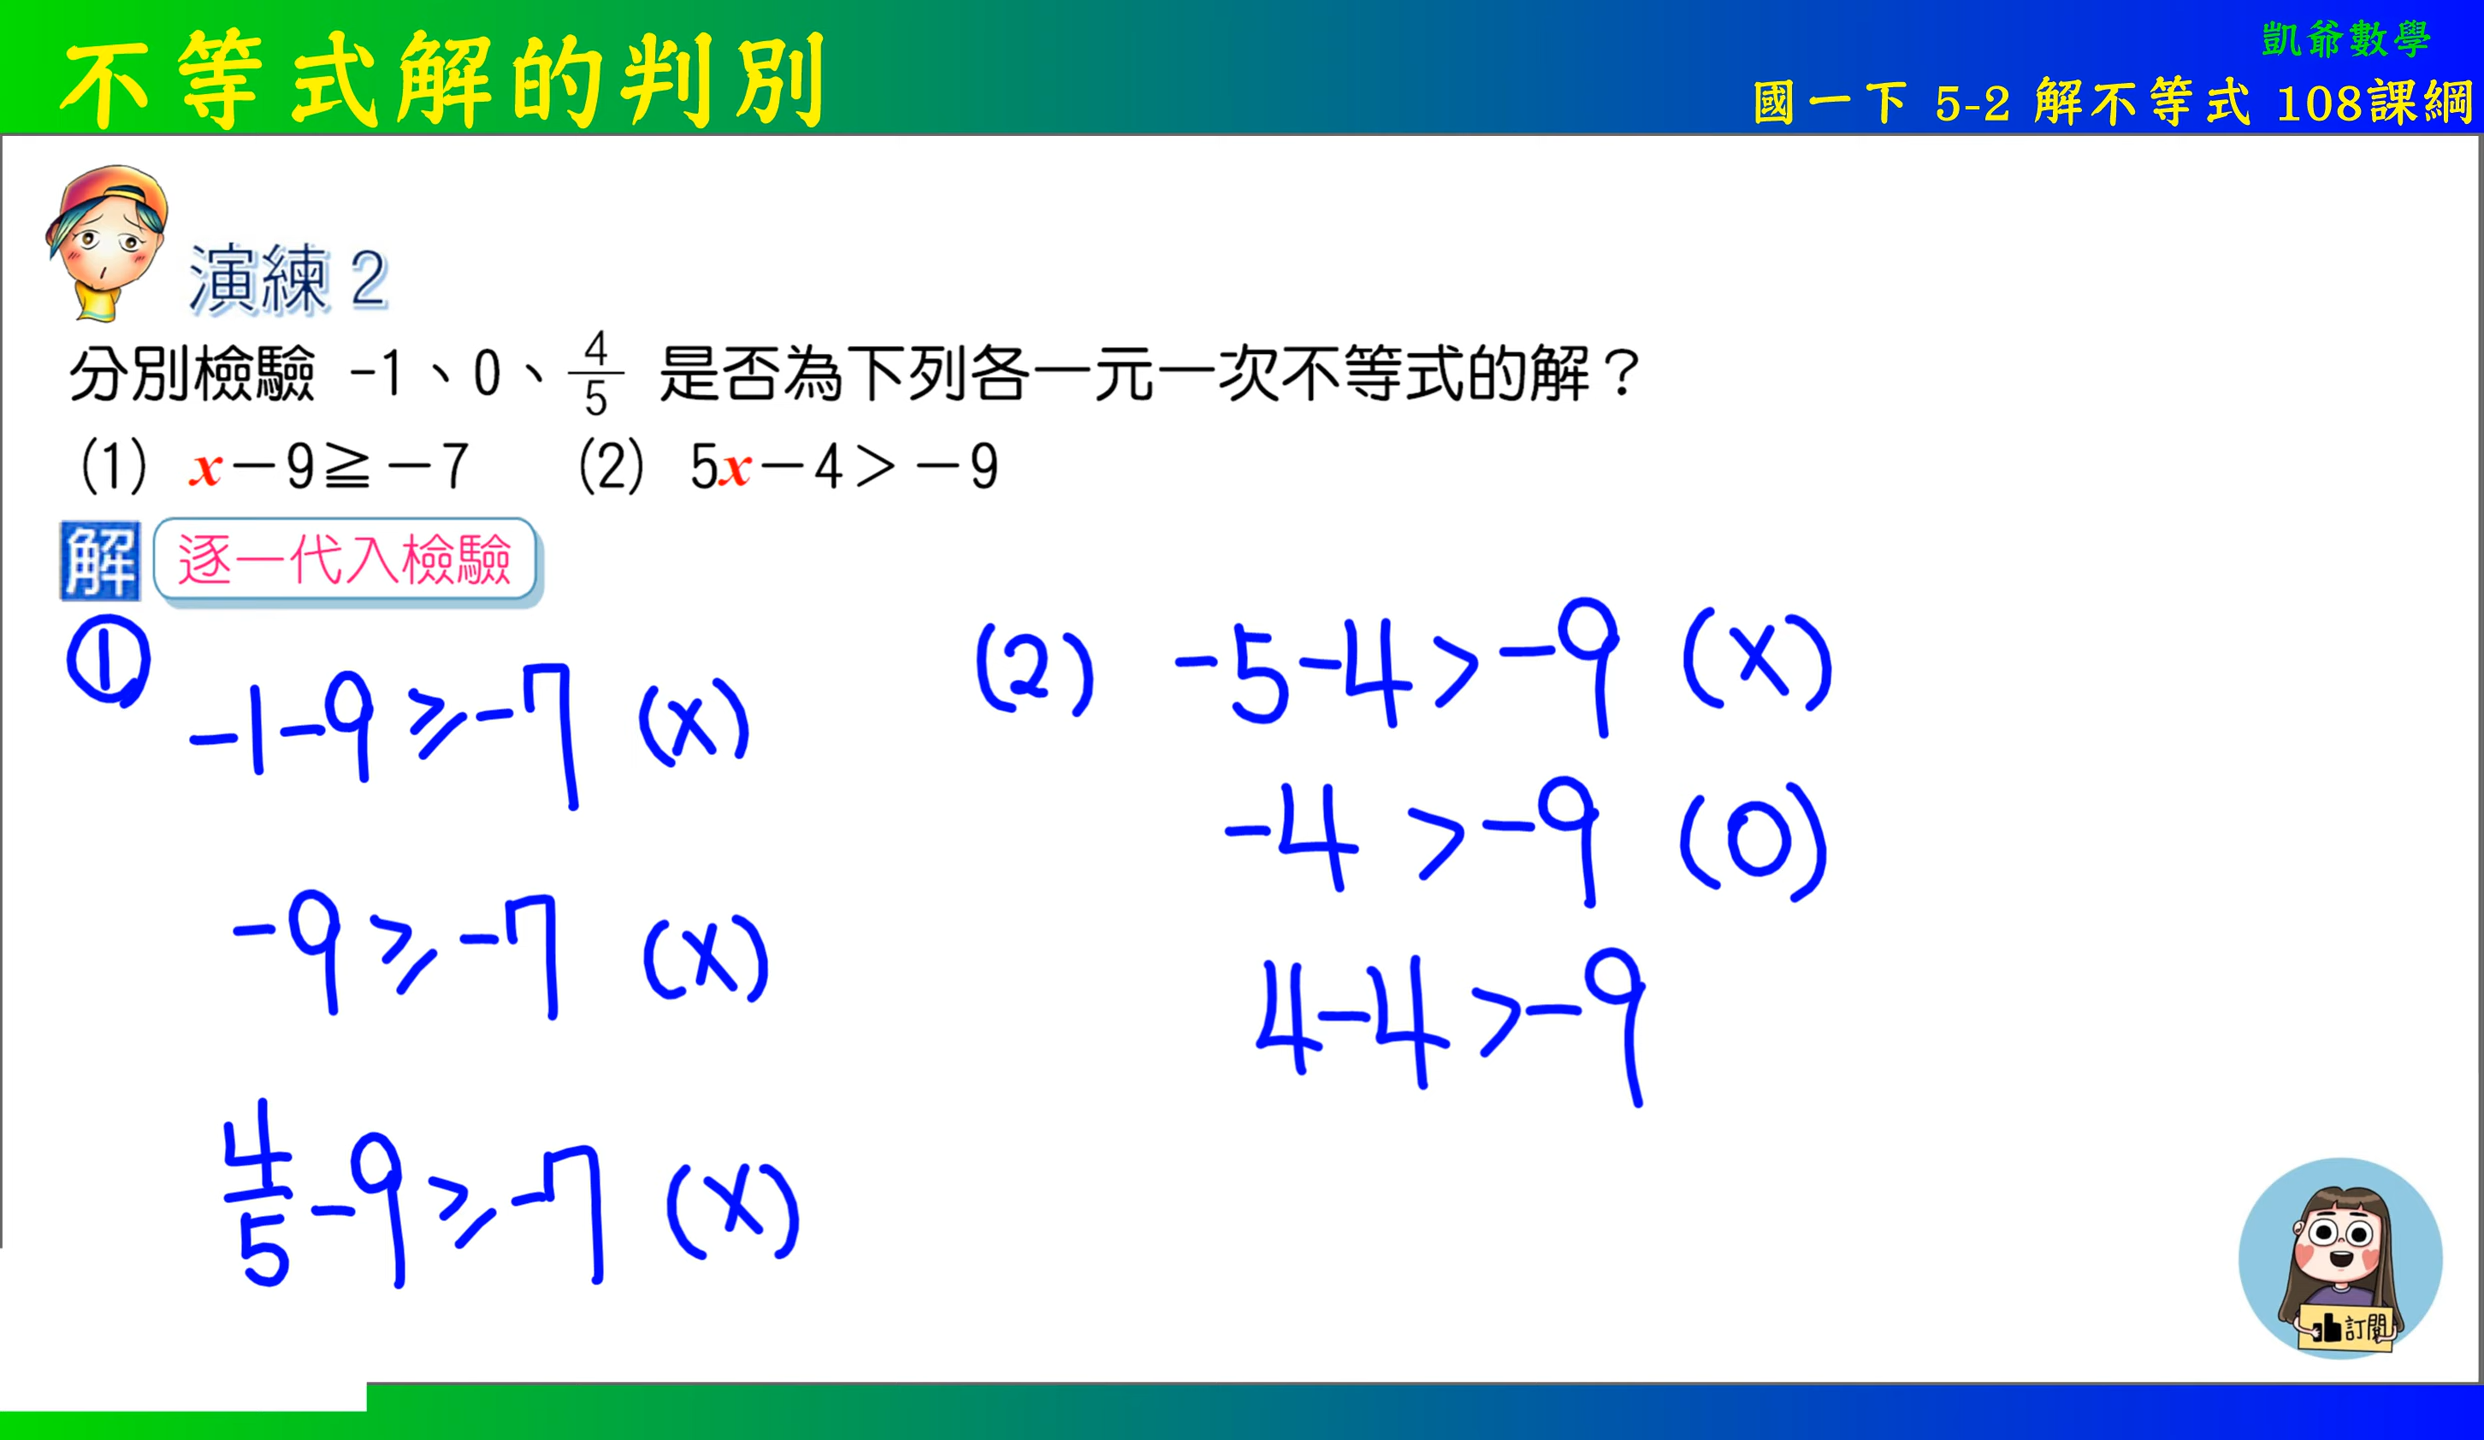 不等式解的判別
凱爺數學
國一下 5-2 解不等式 108課綱
演練 2
分別檢驗 -1、0、4/5 是否為下列各一元一次不等式的解？
(1) x－9≧－7 (2) 5x－4＞－9
解 逐一代入檢驗
①
-1-9≥-7 (X)
-9≥-7 (X)
4/5-9≥-7 (X)
(2) -5-4>-9 (X)
-4>-9 (O)
4-4>-9
訂閱